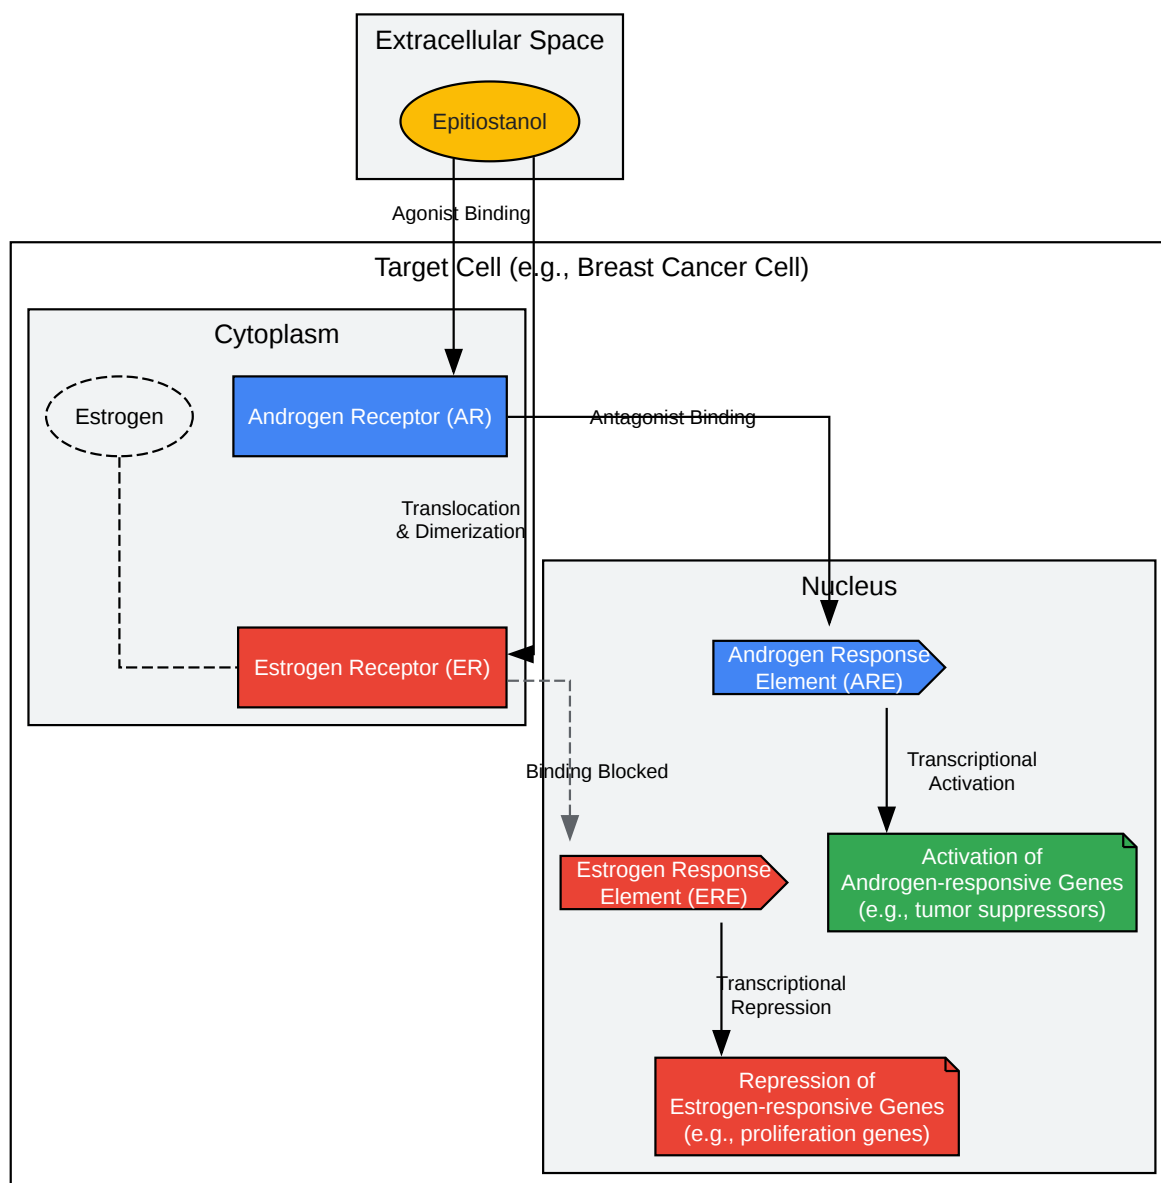 Extracellular Space
Epitiostanol
Agonist Binding
Target Cell (e.g., Breast Cancer Cell)
Cytoplasm
Estrogen
Androgen Receptor (AR)
Antagonist Binding
Translocation
& Dimerization
Nucleus
Estrogen Receptor (ER)
Androgen Response
Element (ARE)
Binding Blocked
Transcriptional
Activation
Estrogen Response
Element (ERE)
Activation of
Androgen-responsive Genes
(e.g., tumor suppressors)
Transcriptional
Repression
Repression of
Estrogen-responsive Genes
(e.g., proliferation genes)